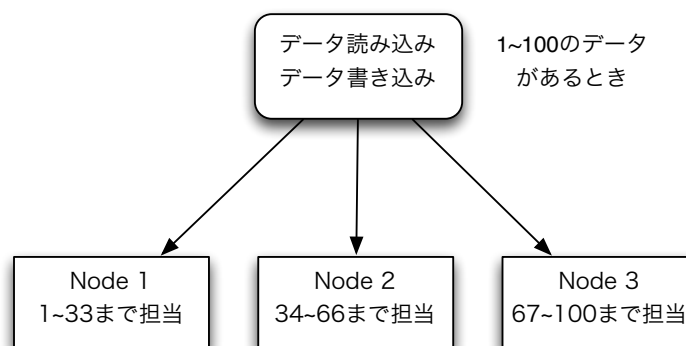 データ読み込み
データ書き込み
1~100のデータ
があるとき
Node 1
1~33まで担当
Node 2
34~66まで担当
Node 3
67~100まで担当